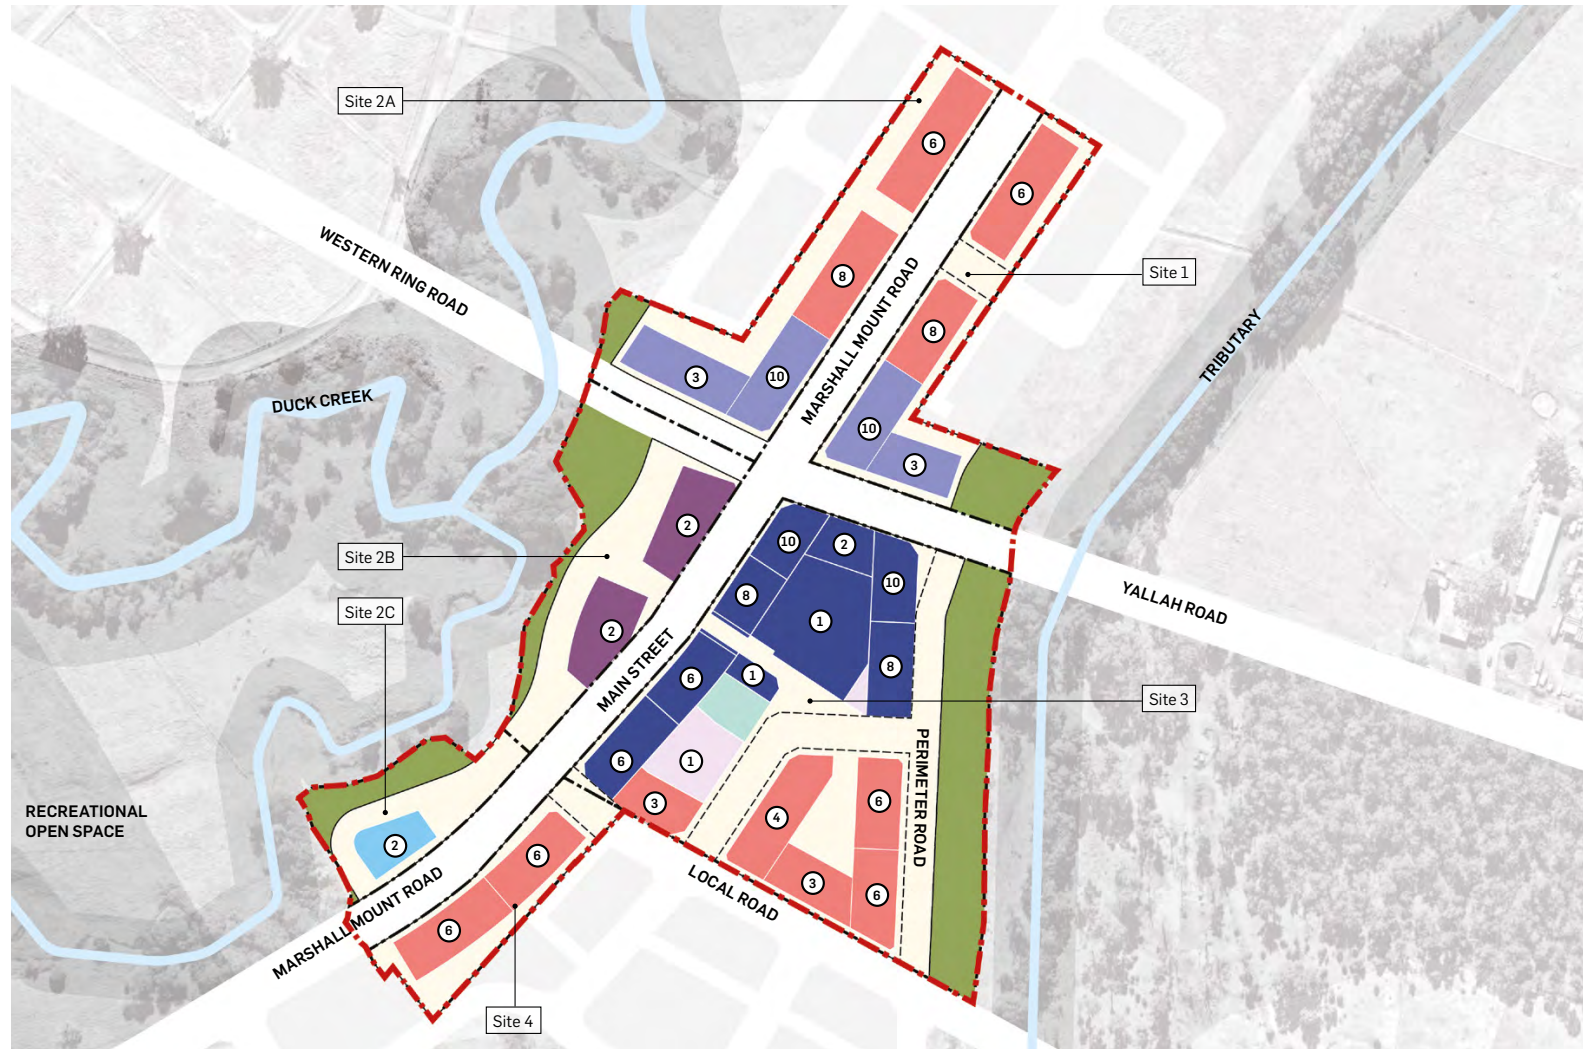 Site 2A
6
6
WESTERN RING ROAD
8
MARSHALL MOUNT ROAD
Site 1
8
TRIBUTARY
3
10
DUCK CREEK
10
3
2
10
2
Site 2B
10
YALLAH ROAD
8
Site 2C
1
2
MAIN STREET
8
6
1
Site 3
PERIMETER ROAD
6
1
3
6
4
RECREATIONAL
OPEN SPACE
2
6
LOCAL ROAD
3
6
MARSHALL MOUNT ROAD
6
Site 4